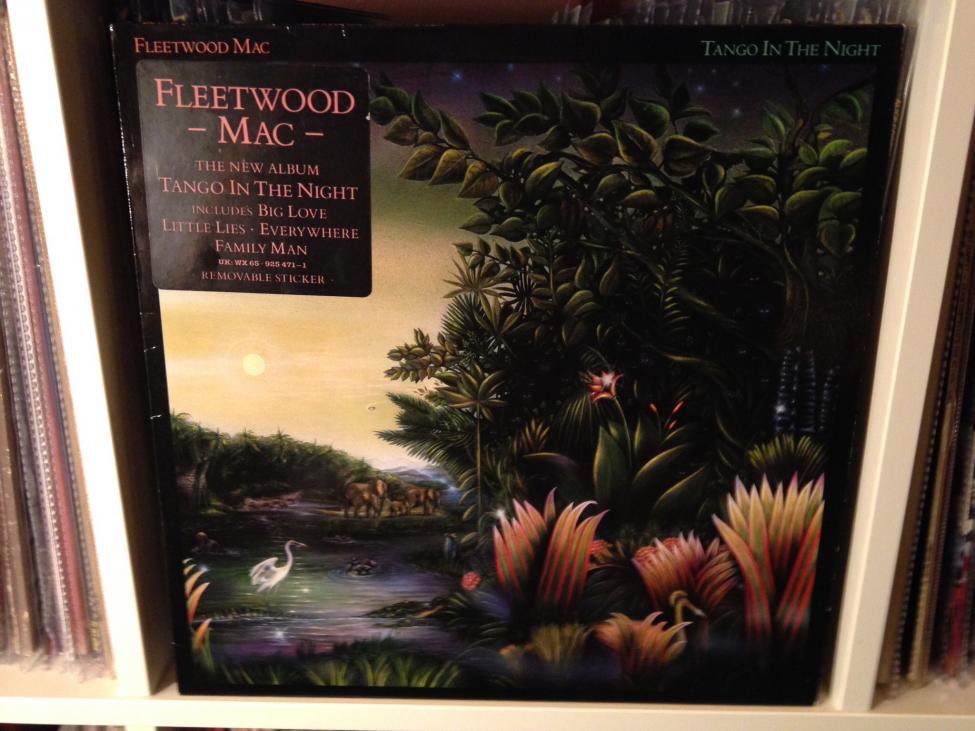 FLEETWOOD MAC
TANGO IN THE NIGHT
FLEETWOOD
– MAC –
THE NEW ALBUM
TANGO IN THE NIGHT
INCLUDES BIG LOVE
LITTLE LIES · EVERYWHERE
FAMILY MAN
UK: WX 65 · 925 471–1
REMOVABLE STICKER ·